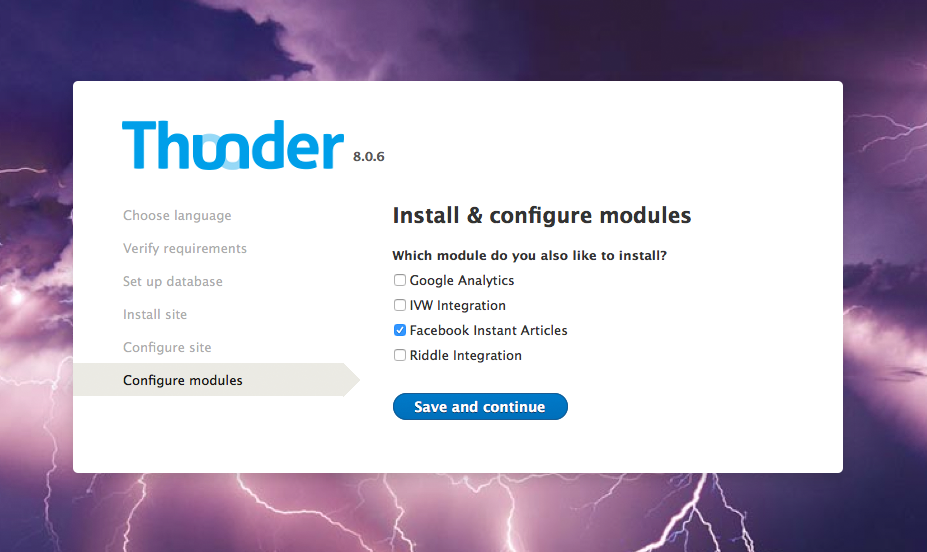 Thunder 8.0.6
Choose language
Verify requirements
Set up database
Install site
Configure site
Configure modules
Install & configure modules
Which module do you also like to install?
Google Analytics
IVW Integration
Facebook Instant Articles
Riddle Integration
Save and continue